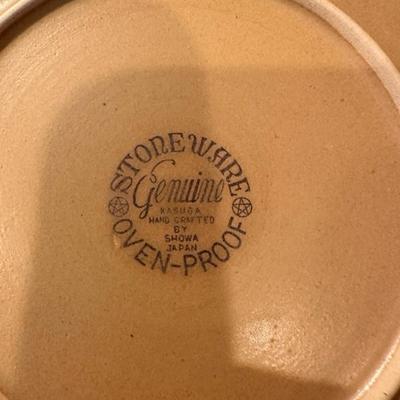 STONEWARE
Genuine
KASUGA
HAND CRAFTED
BY
SHOWA
JAPAN
OVEN-PROOF